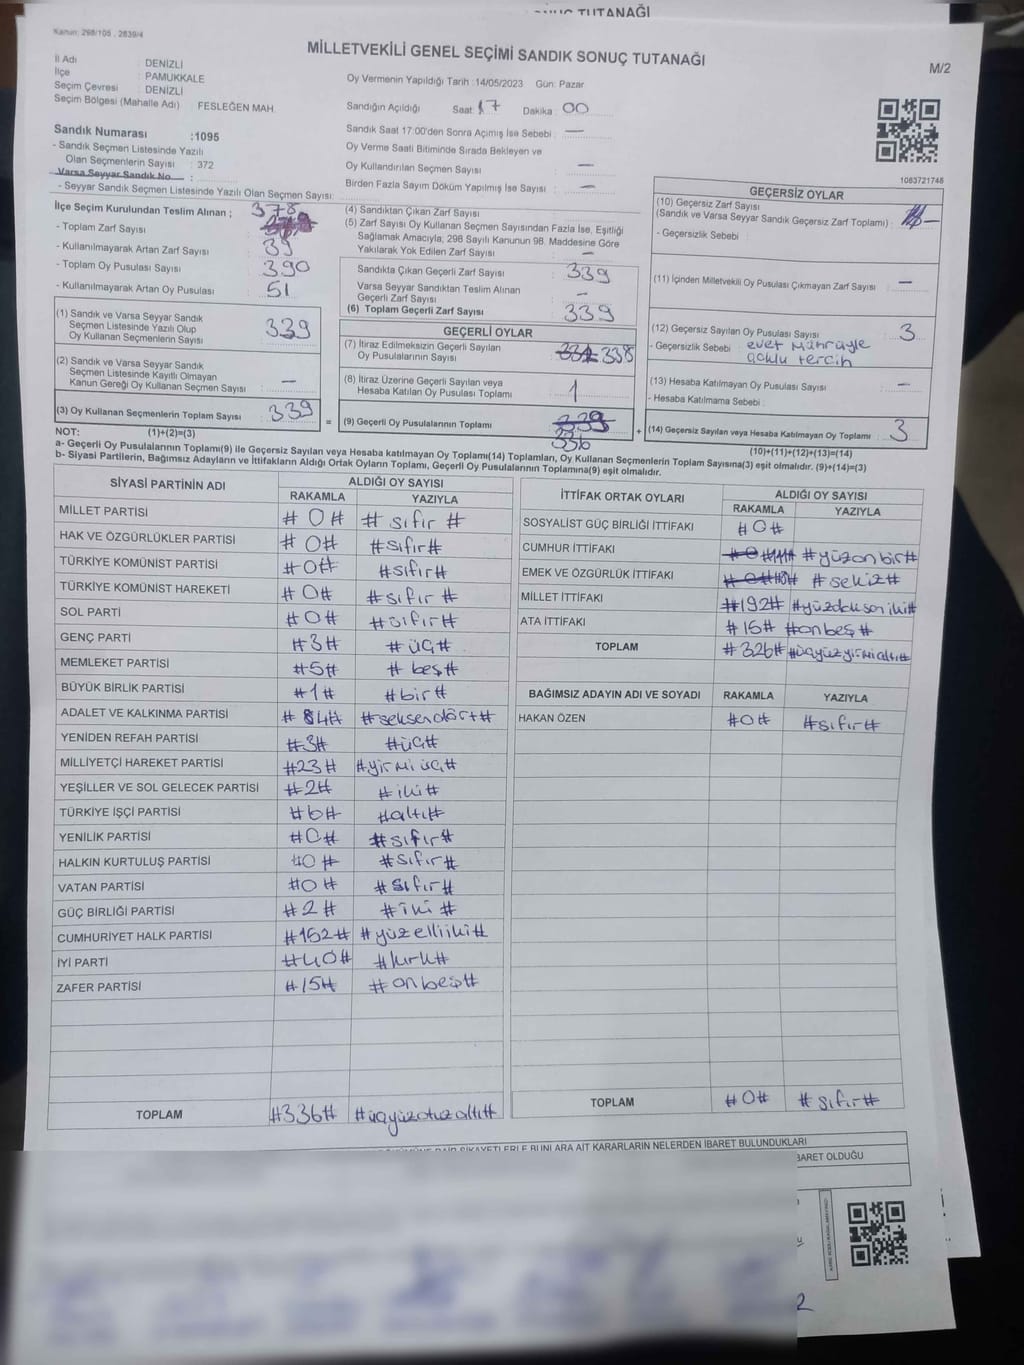 SONUÇ TUTANAĞI
Kanun: 298/105 , 2839/4
MİLLETVEKİLİ GENEL SEÇİMİ SANDIK SONUÇ TUTANAĞI
M/2
İl Adı : DENİZLİ
İlçe : PAMUKKALE
Seçim Çevresi : DENİZLİ
Seçim Bölgesi (Mahalle Adı) : FESLEĞEN MAH.
Oy Vermenin Yapıldığı Tarih :14/05/2023 Gün: Pazar
Sandığın Açıldığı Saat: 17 Dakika : 00
Sandık Saat 17:00'den Sonra Açılmış İse Sebebi : —
Oy Verme Saati Bitiminde Sırada Bekleyen ve
Oy Kullandırılan Seçmen Sayısı : —
Birden Fazla Sayım Döküm Yapılmış İse Sayısı : —
Sandık Numarası :1095
- Sandık Seçmen Listesinde Yazılı
Olan Seçmenlerin Sayısı : 372
Varsa Seyyar Sandık No :
- Seyyar Sandık Seçmen Listesinde Yazılı Olan Seçmen Sayısı:
İlçe Seçim Kurulundan Teslim Alınan ;
- Toplam Zarf Sayısı : 378
- Kullanılmayarak Artan Zarf Sayısı : 39
- Toplam Oy Pusulası Sayısı : 390
- Kullanılmayarak Artan Oy Pusulası : 51
(1) Sandık ve Varsa Seyyar Sandık
Seçmen Listesinde Yazılı Olup
Oy Kullanan Seçmenlerin Sayısı : 339
(2) Sandık ve Varsa Seyyar Sandık
Seçmen Listesinde Kayıtlı Olmayan
Kanun Gereği Oy Kullanan Seçmen Sayısı : —
(3) Oy Kullanan Seçmenlerin Toplam Sayısı : 339
(1)+(2)=(3)
(4) Sandıktan Çıkan Zarf Sayısı :
(5) Zarf Sayısı Oy Kullanan Seçmen Sayısından Fazla İse, Eşitliği
Sağlamak Amacıyla; 298 Sayılı Kanunun 98. Maddesine Göre
Yakılarak Yok Edilen Zarf Sayısı : —
Sandıkta Çıkan Geçerli Zarf Sayısı : 339
Varsa Seyyar Sandıktan Teslim Alınan
Geçerli Zarf Sayısı : —
(6) Toplam Geçerli Zarf Sayısı : 339
GEÇERLİ OYLAR
(7) İtiraz Edilmeksizin Geçerli Sayılan
Oy Pusulalarının Sayısı : 338
(8) İtiraz Üzerine Geçerli Sayılan veya
Hesaba Katılan Oy Pusulası Toplamı : 1
= (9) Geçerli Oy Pusulalarının Toplamı : 339 +
336
1083721748
GEÇERSİZ OYLAR
(10) Geçersiz Zarf Sayısı
(Sandık ve Varsa Seyyar Sandık Geçersiz Zarf Toplamı) : —
- Geçersizlik Sebebi :
(11) İçinden Milletvekili Oy Pusulası Çıkmayan Zarf Sayısı : —
(12) Geçersiz Sayılan Oy Pusulası Sayısı : 3
- Geçersizlik Sebebi : evet mührüyle
çoklu tercih
(13) Hesaba Katılmayan Oy Pusulası Sayısı : —
- Hesaba Katılmama Sebebi :
(14) Geçersiz Sayılan veya Hesaba Katılmayan Oy Toplamı : 3
(10)+(11)+(12)+(13)=(14)
NOT:
a- Geçerli Oy Pusulalarının Toplamı(9) ile Geçersiz Sayılan veya Hesaba katılmayan Oy Toplamı(14) Toplamları, Oy Kullanan Seçmenlerin Toplam Sayısına(3) eşit olmalıdır. (9)+(14)=(3)
b- Siyasi Partilerin, Bağımsız Adayların ve İttifakların Aldığı Ortak Oyların Toplamı, Geçerli Oy Pusulalarının Toplamına(9) eşit olmalıdır.
SİYASİ PARTİNİN ADI ALDIĞI OY SAYISI
RAKAMLA YAZIYLA
MİLLET PARTİSİ #0# #sıfır#
HAK VE ÖZGÜRLÜKLER PARTİSİ #0# #sıfır#
TÜRKİYE KOMÜNİST PARTİSİ #0# #sıfır#
TÜRKİYE KOMÜNİST HAREKETİ #0# #sıfır#
SOL PARTİ #0# #sıfır#
GENÇ PARTİ #3# #üç#
MEMLEKET PARTİSİ #5# #beş#
BÜYÜK BİRLİK PARTİSİ #1# #bir#
ADALET VE KALKINMA PARTİSİ #84# #seksendört#
YENİDEN REFAH PARTİSİ #3# #üç#
MİLLİYETÇİ HAREKET PARTİSİ #23# #yirmi üç#
YEŞİLLER VE SOL GELECEK PARTİSİ #2# #iki#
TÜRKİYE İŞÇİ PARTİSİ #6# #altı#
YENİLİK PARTİSİ #0# #sıfır#
HALKIN KURTULUŞ PARTİSİ #0# #sıfır#
VATAN PARTİSİ #0# #sıfır#
GÜÇ BİRLİĞİ PARTİSİ #2# #iki#
CUMHURİYET HALK PARTİSİ #152# #yüzelliiki#
İYİ PARTİ #40# #kırk#
ZAFER PARTİSİ #15# #onbeş#
TOPLAM #336# #üçyüzotuzaltı#
İTTİFAK ORTAK OYLARI ALDIĞI OY SAYISI
RAKAMLA YAZIYLA
SOSYALİST GÜÇ BİRLİĞİ İTTİFAKI #0#
CUMHUR İTTİFAKI #0 #111# #yüzonbir#
EMEK VE ÖZGÜRLÜK İTTİFAKI #0 #8# #sekiz#
MİLLET İTTİFAKI #192# #yüzdoksaniki#
ATA İTTİFAKI #15# #onbeş#
TOPLAM #326# #üçyüzyirmialtı#
BAĞIMSIZ ADAYIN ADI VE SOYADI RAKAMLA YAZIYLA
HAKAN ÖZEN #0# #sıfır#
TOPLAM #0# #sıfır#
ŞİKAYETLERLE BUNLARA AİT KARARLARIN NELERDEN İBARET BULUNDUKLARI
BARET OLDUĞU
2